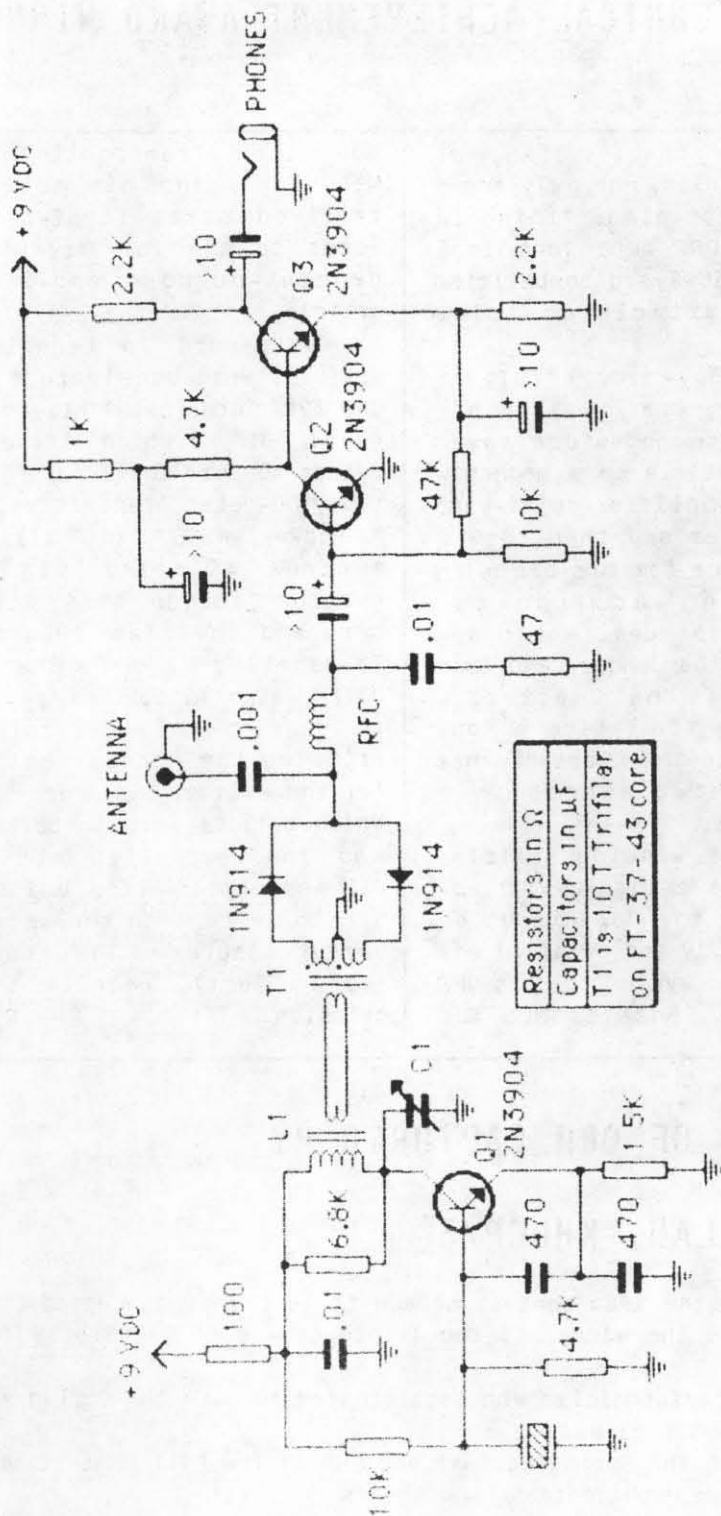 +9 VDC
+9 VDC
100
10K
.01
6.8K
L1
C1
Q1
2N3904
4.7K
470
470
1.5K
T1
1N914
1N914
ANTENNA
.001
RFC
.01
47
10
+
1K
10
+
4.7K
2.2K
Q2
2N3904
Q3
2N3904
10
+
PHONES
47K
10K
10
+
2.2K
Resistors in Ω
Capacitors in µF
T1 is 10 T Trifilar
on FT-37-43 core